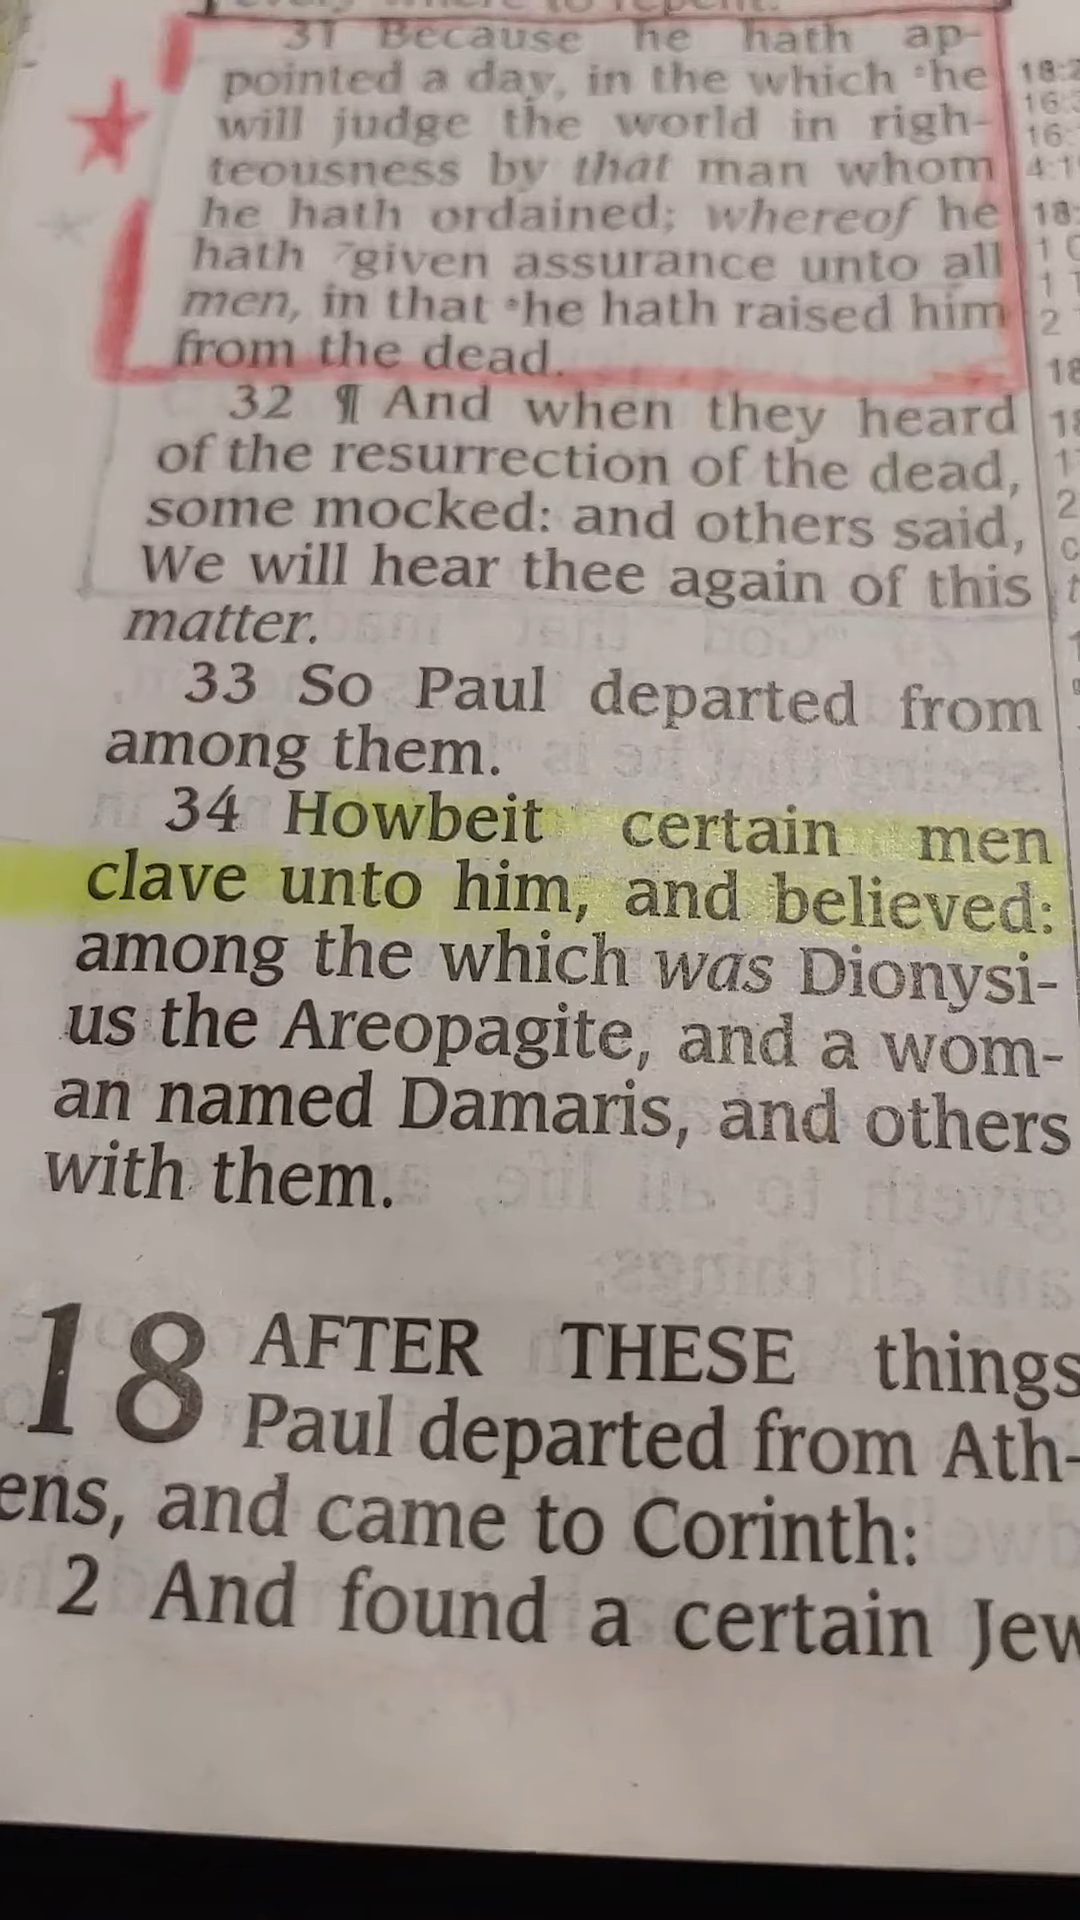 every where to repent:
31 Because he hath ap-
pointed a day, in the which he
will judge the world in righ-
teousness by that man whom
he hath ordained; whereof he
hath 7given assurance unto all
men, in that he hath raised him
from the dead.
32 ¶ And when they heard
of the resurrection of the dead,
some mocked: and others said,
We will hear thee again of this
matter.
33 So Paul departed from
among them.
34 Howbeit certain men
clave unto him, and believed:
among the which was Dionysi-
us the Areopagite, and a wom-
an named Damaris, and others
with them.
18 AFTER THESE things
Paul departed from Ath-
ens, and came to Corinth:
2 And found a certain Jew